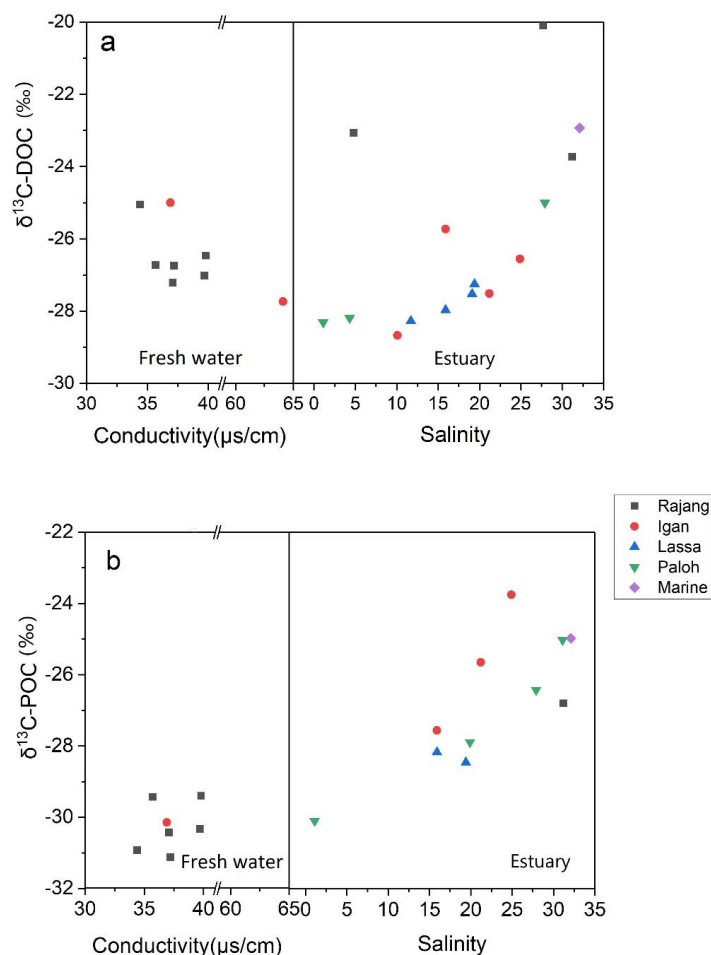 a
-20
-22
-24
-26
-28
-30
δ¹³C-DOC (‰)
Fresh water
Estuary
30 35 40 60 65 0 5 10 15 20 25 30 35
Conductivity(μs/cm)
Salinity
Rajang
Igan
Lassa
Paloh
Marine
b
-22
-24
-26
-28
-30
-32
δ¹³C-POC (‰)
Fresh water
Estuary
30 35 40 60 650 5 10 15 20 25 30 35
Conductivity(μs/cm)
Salinity